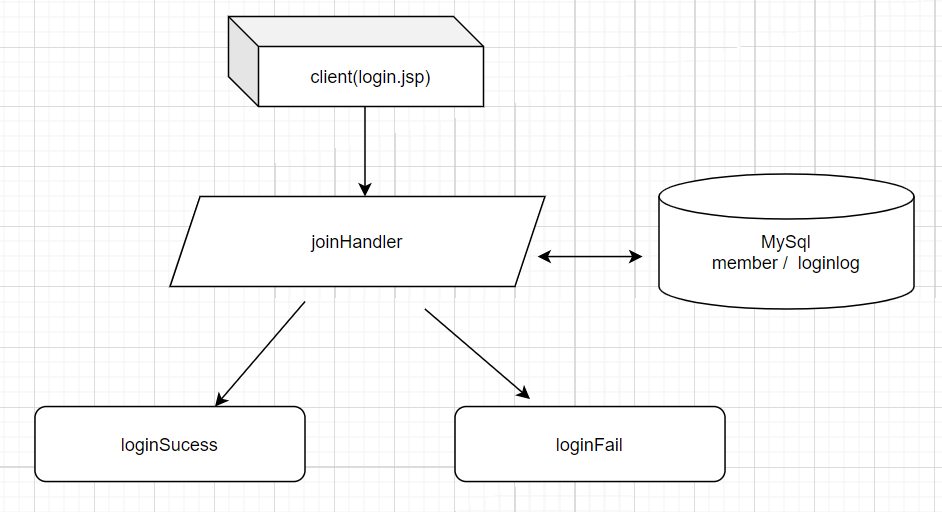 client(login.jsp)
joinHandler
MySql
member /  loginlog
loginSucess
loginFail